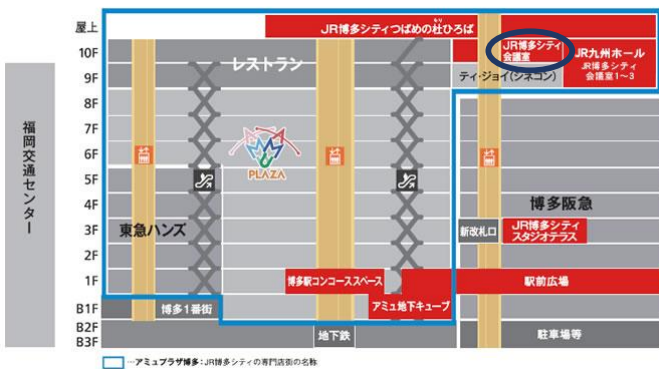 屋上
10F
9F
8F
7F
6F
5F
4F
3F
2F
1F
B1F
B2F
B3F
福岡交通センター
JR博多シティつばめの杜ひろば
もり
レストラン
JR博多シティ
会議室
JR九州ホール
JR博多シティ
会議室1～3
ティ・ジョイ(シネコン)
PLAZA
東急ハンズ
博多阪急
新改札口
JR博多シティ
スタジオテラス
博多駅コンコーススペース
駅前広場
アミュ地下キューブ
博多1番街
地下鉄
駐車場等
…アミュプラザ博多：JR博多シティの専門店街の名称